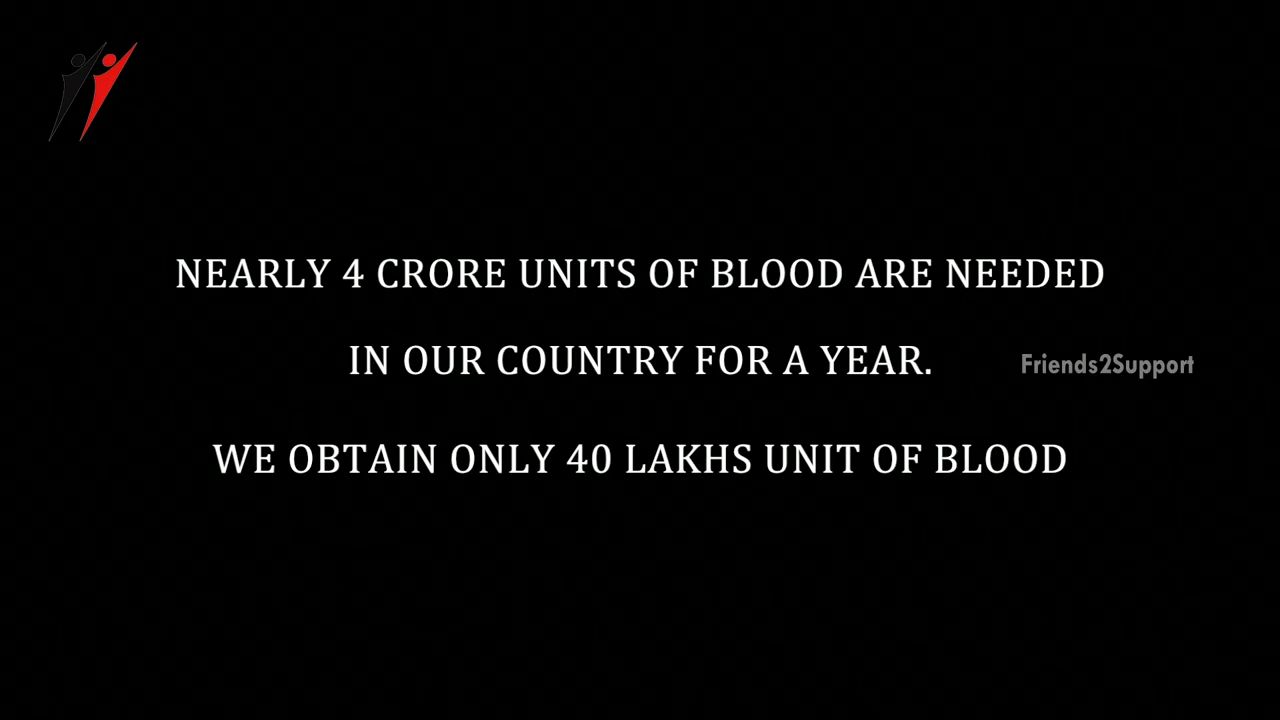 NEARLY 4 CRORE UNITS OF BLOOD ARE NEEDED
IN OUR COUNTRY FOR A YEAR.
Friends2Support
WE OBTAIN ONLY 40 LAKHS UNIT OF BLOOD